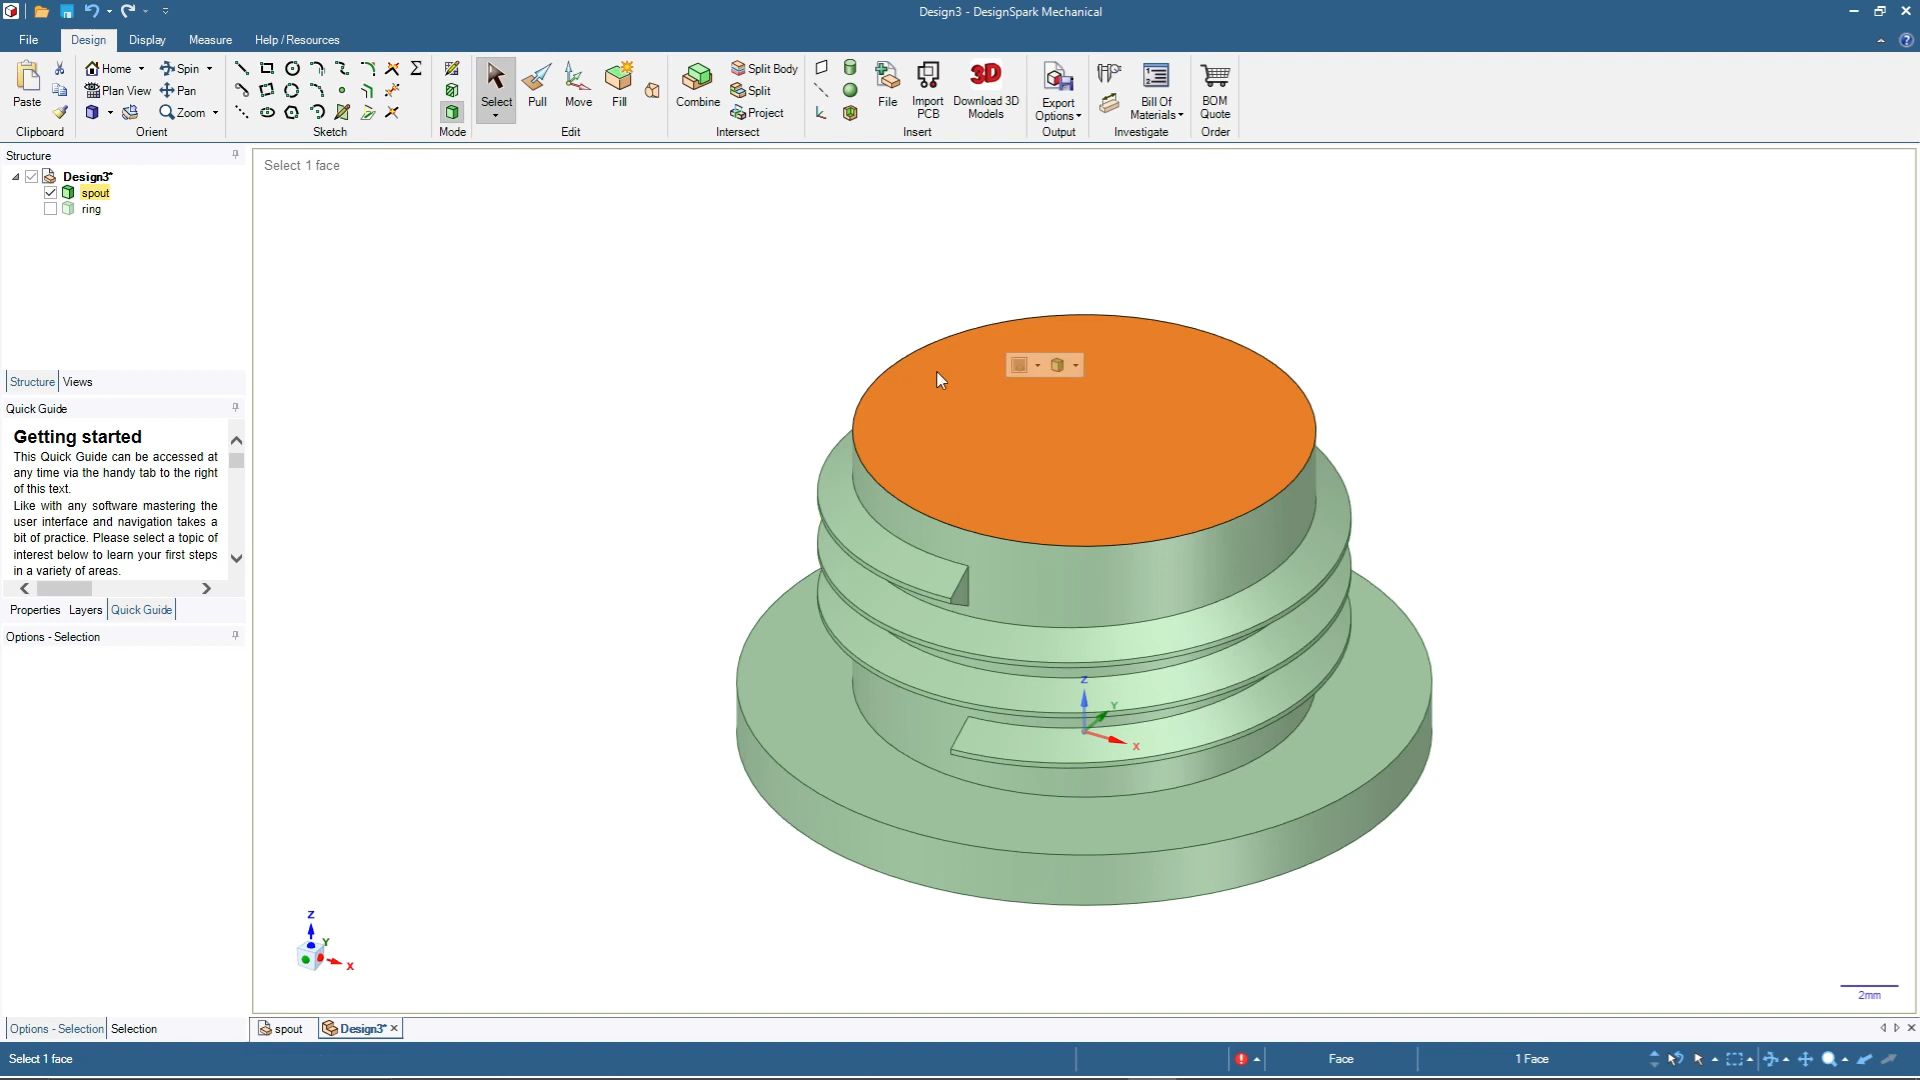 Design3 - DesignSpark Mechanical
File Design Display Measure Help / Resources
Paste
Clipboard
Home Spin
Plan View Pan
Zoom
Orient
Sketch
Mode
Select Pull Move Fill
Edit
Combine
Split Body
Split
Project
Intersect
File
Import PCB
3D
Download 3D Models
Insert
Export Options
Output
Bill Of Materials
Investigate
BOM Quote
Order
Structure
Design3*
spout
ring
Structure Views
Quick Guide
Getting started
This Quick Guide can be accessed at
any time via the handy tab to the right
of this text.
Like with any software mastering the
user interface and navigation takes a
bit of practice. Please select a topic of
interest below to learn your first steps
in a variety of areas.
Properties Layers Quick Guide
Options - Selection
Options - Selection Selection
Select 1 face
Z
Y
X
Z
Y
X
2mm
spout Design3*
Select 1 face
Face
1 Face